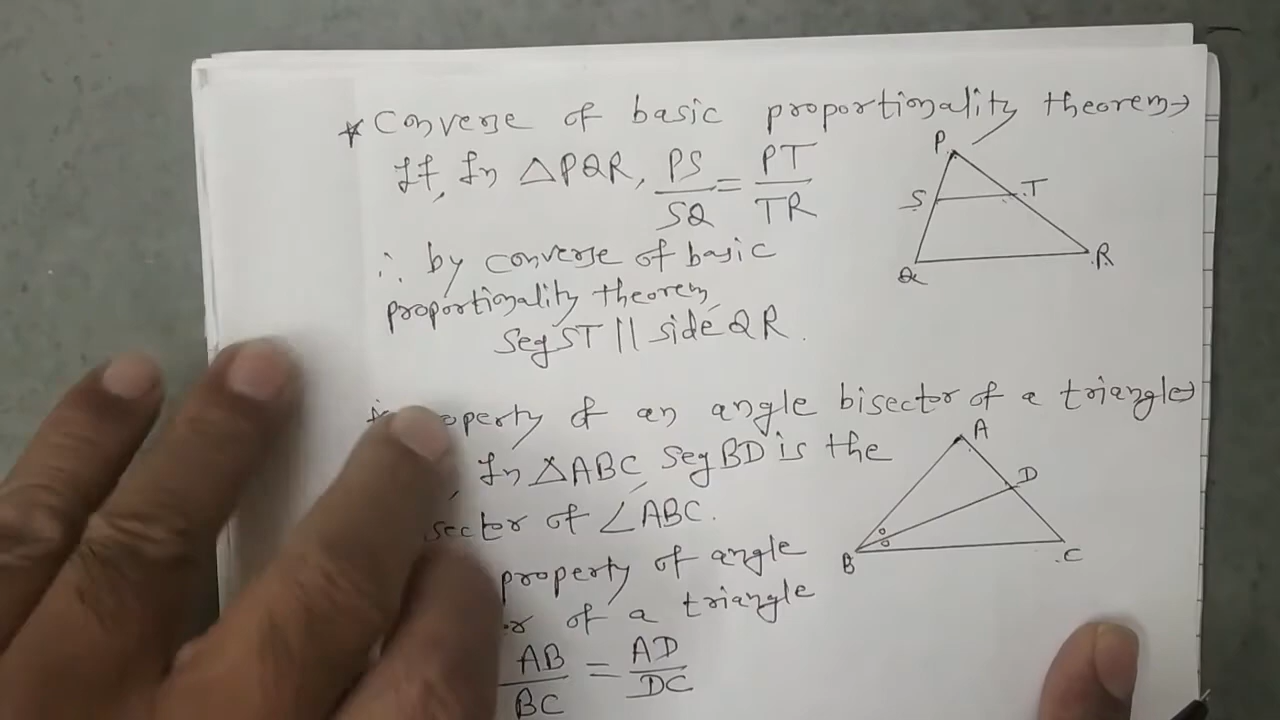 * Converse of basic proportionality theorem→
If, In △PQR, PS/SQ = PT/TR
∴ by converse of basic
proportionality theorem,
seg ST || side QR.
P
S
T
Q
R
* operty of an angle bisector of a triangle→
, In △ABC, seg BD is the
sector of ∠ABC.
property of angle
or of a triangle
AB/BC = AD/DC
A
D
B
C